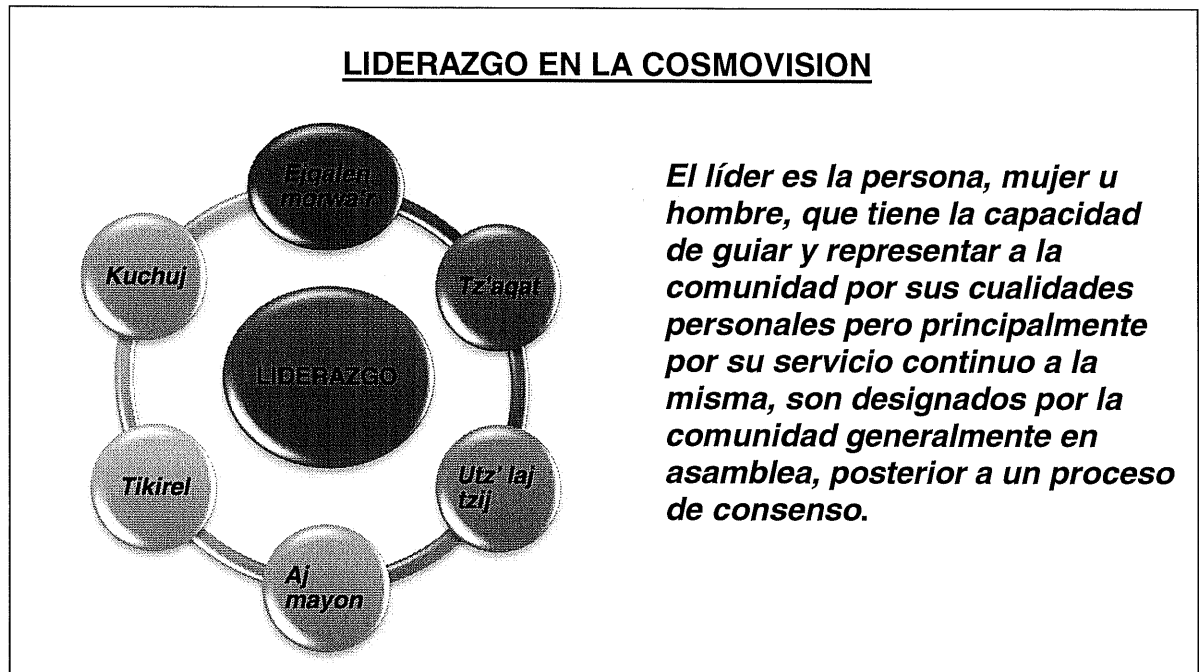 LIDERAZGO EN LA COSMOVISION
Ejqalen
morwa'r
Kuchuj
Tz'aqat
LIDERAZGO
Tikirel
Utz' laj
tzij
Aj
mayon
El líder es la persona, mujer u
hombre, que tiene la capacidad
de guiar y representar a la
comunidad por sus cualidades
personales pero principalmente
por su servicio continuo a la
misma, son designados por la
comunidad generalmente en
asamblea, posterior a un proceso
de consenso.